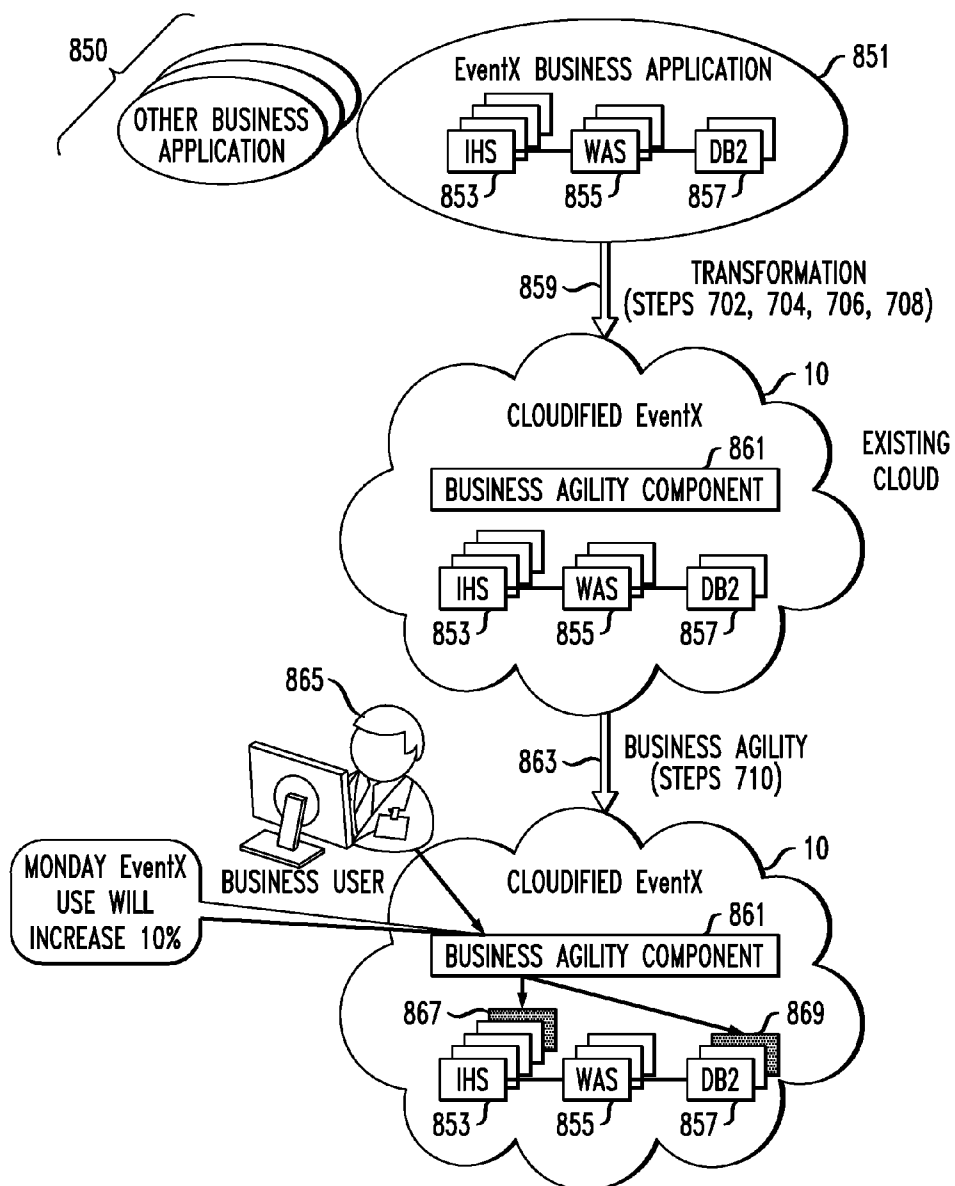 850
OTHER BUSINESS
APPLICATION
EventX BUSINESS APPLICATION
851
IHS
WAS
DB2
853
855
857
859
TRANSFORMATION
(STEPS 702, 704, 706, 708)
10
CLOUDIFIED EventX
EXISTING
CLOUD
861
BUSINESS AGILITY COMPONENT
IHS
WAS
DB2
853
855
857
865
863
BUSINESS AGILITY
(STEPS 710)
MONDAY EventX
USE WILL
INCREASE 10%
BUSINESS USER
10
CLOUDIFIED EventX
861
BUSINESS AGILITY COMPONENT
867
869
IHS
WAS
DB2
853
855
857